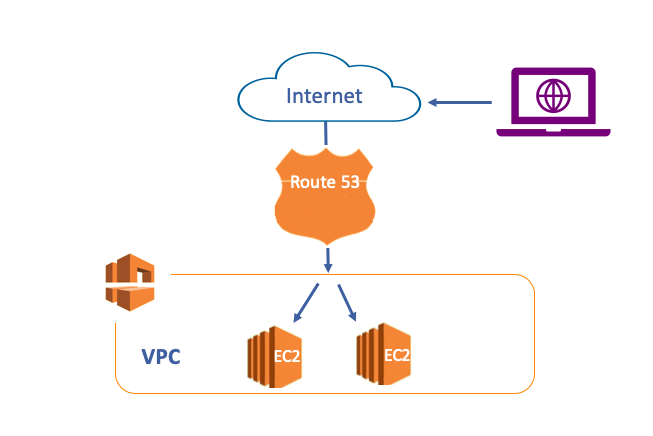 Internet
Route 53
VPC
EC2
EC2